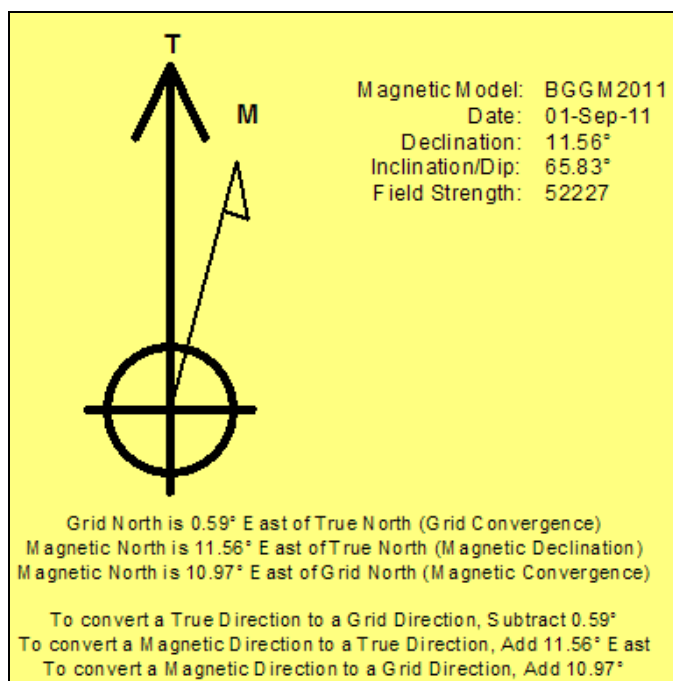 T
M
Magnetic Model: BGGM2011
Date: 01-Sep-11
Declination: 11.56°
Inclination/Dip: 65.83°
Field Strength: 52227
Grid North is 0.59° East of True North (Grid Convergence)
Magnetic North is 11.56° East of True North (Magnetic Declination)
Magnetic North is 10.97° East of Grid North (Magnetic Convergence)
To convert a True Direction to a Grid Direction, Subtract 0.59°
To convert a Magnetic Direction to a True Direction, Add 11.56° East
To convert a Magnetic Direction to a Grid Direction, Add 10.97°